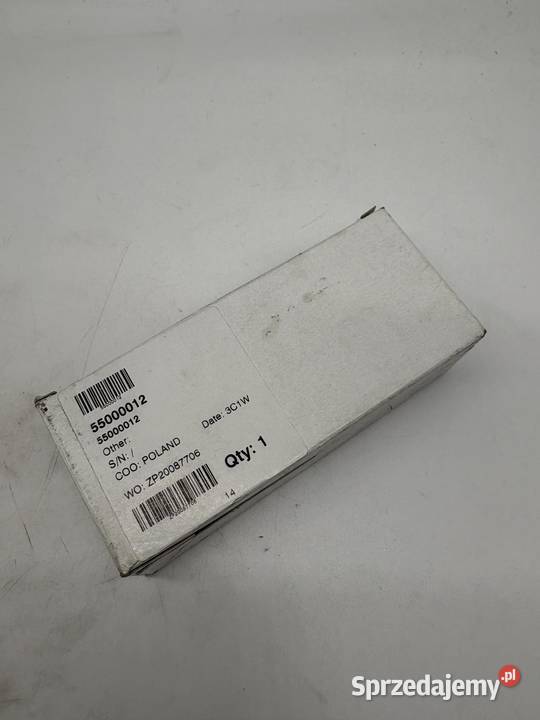 55000012
55000012
Other:
S/N: /
COO: POLAND Date: 3C1W
WO: ZP20087706 Qty: 1
14
Sprzedajemy.pl